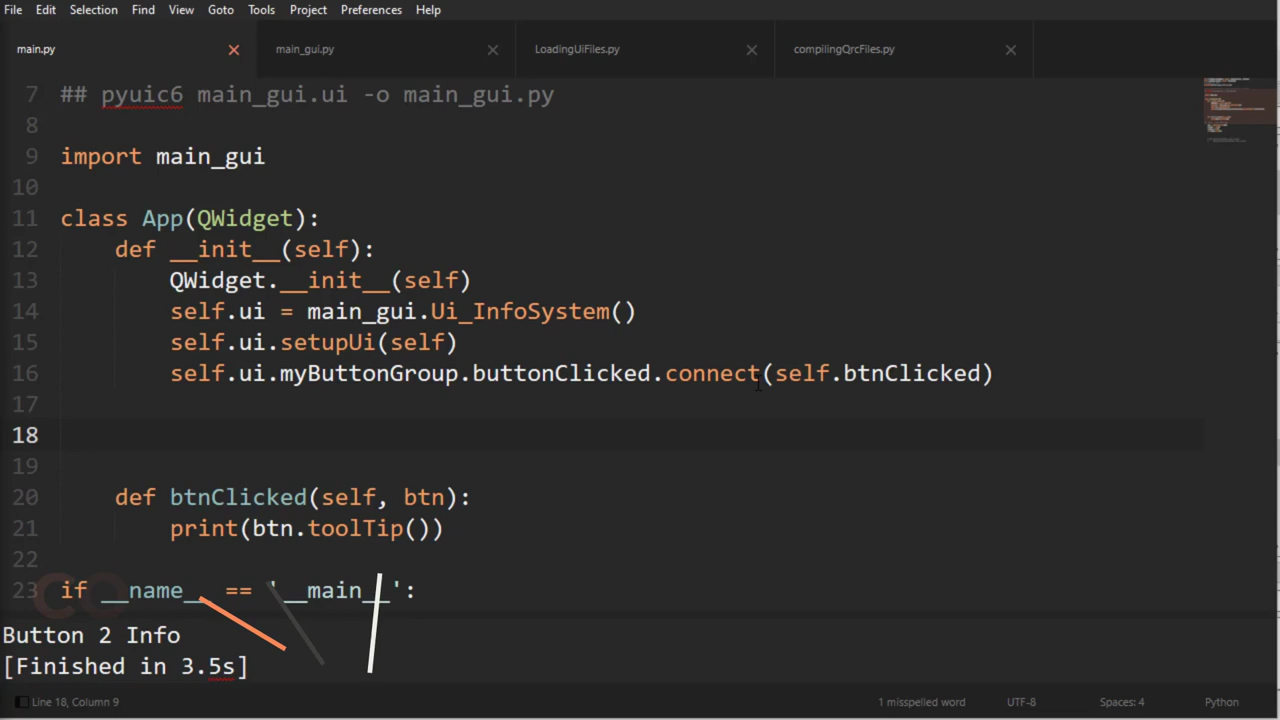 File Edit Selection Find View Goto Tools Project Preferences Help
main.py main_gui.py LoadingUiFiles.py compilingQrcFiles.py
7 ## pyuic6 main_gui.ui -o main_gui.py
8
9 import main_gui
10
11 class App(QWidget):
12 def __init__(self):
13 QWidget.__init__(self)
14 self.ui = main_gui.Ui_InfoSystem()
15 self.ui.setupUi(self)
16 self.ui.myButtonGroup.buttonClicked.connect(self.btnClicked)
17
18
19
20 def btnClicked(self, btn):
21 print(btn.toolTip())
22
23 if __name__ == '__main__':
CO
Button 2 Info
[Finished in 3.5s]
Line 18, Column 9 1 misspelled word UTF-8 Spaces: 4 Python